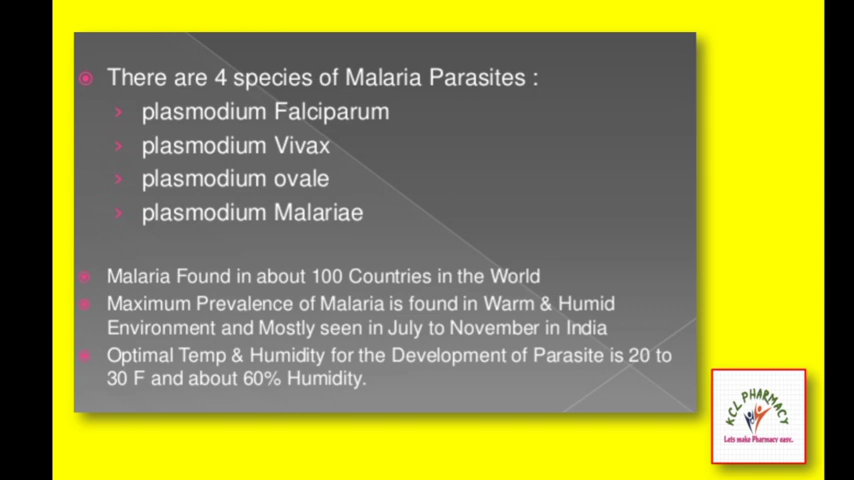 There are 4 species of Malaria Parasites :
plasmodium Falciparum
plasmodium Vivax
plasmodium ovale
plasmodium Malariae
Malaria Found in about 100 Countries in the World
Maximum Prevalence of Malaria is found in Warm & Humid
Environment and Mostly seen in July to November in India
Optimal Temp & Humidity for the Development of Parasite is 20 to
30 F and about 60% Humidity.
KCL PHARMACY
Lets make Pharmacy easy.